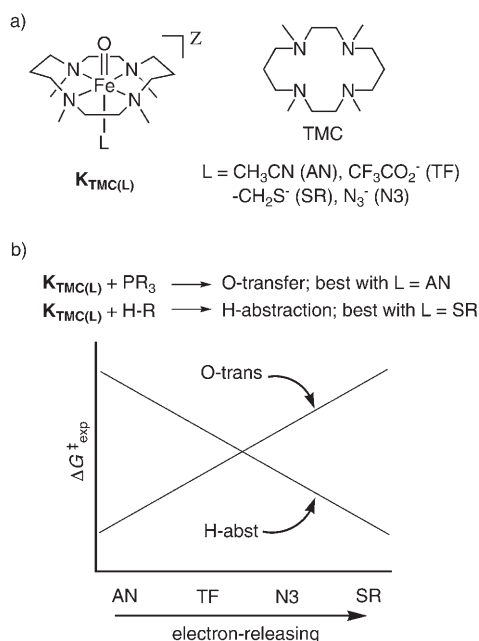 a)
O
Z
N
N
Fe
N
N
L
K_TMC(L)
N
N
N
N
TMC
L = CH₃CN (AN), CF₃CO₂⁻ (TF)
-CH₂S⁻ (SR), N₃⁻ (N3)
b)
K_TMC(L) + PR₃ → O-transfer; best with L = AN
K_TMC(L) + H-R → H-abstraction; best with L = SR
O-trans
ΔG‡exp
H-abst
AN TF N3 SR
electron-releasing